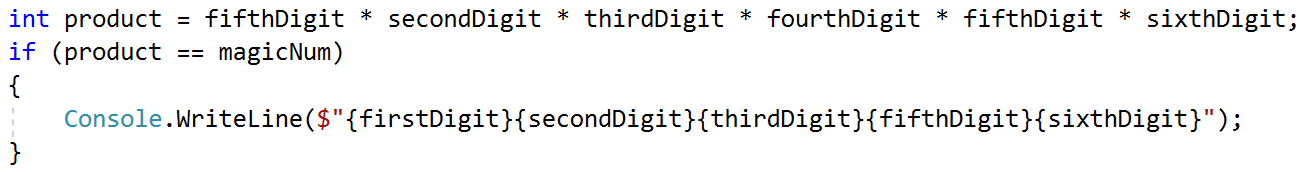 int product = fifthDigit * secondDigit * thirdDigit * fourthDigit * fifthDigit * sixthDigit;
if (product == magicNum)
{
    Console.WriteLine($"{firstDigit}{secondDigit}{thirdDigit}{fifthDigit}{sixthDigit}");
}